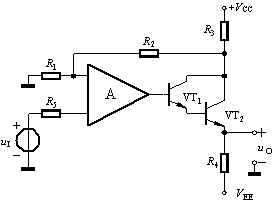 +VCC
R2
R3
R1
A
VT1
R5
VT2
+
uI
−
+
uO
−
R4
VEE